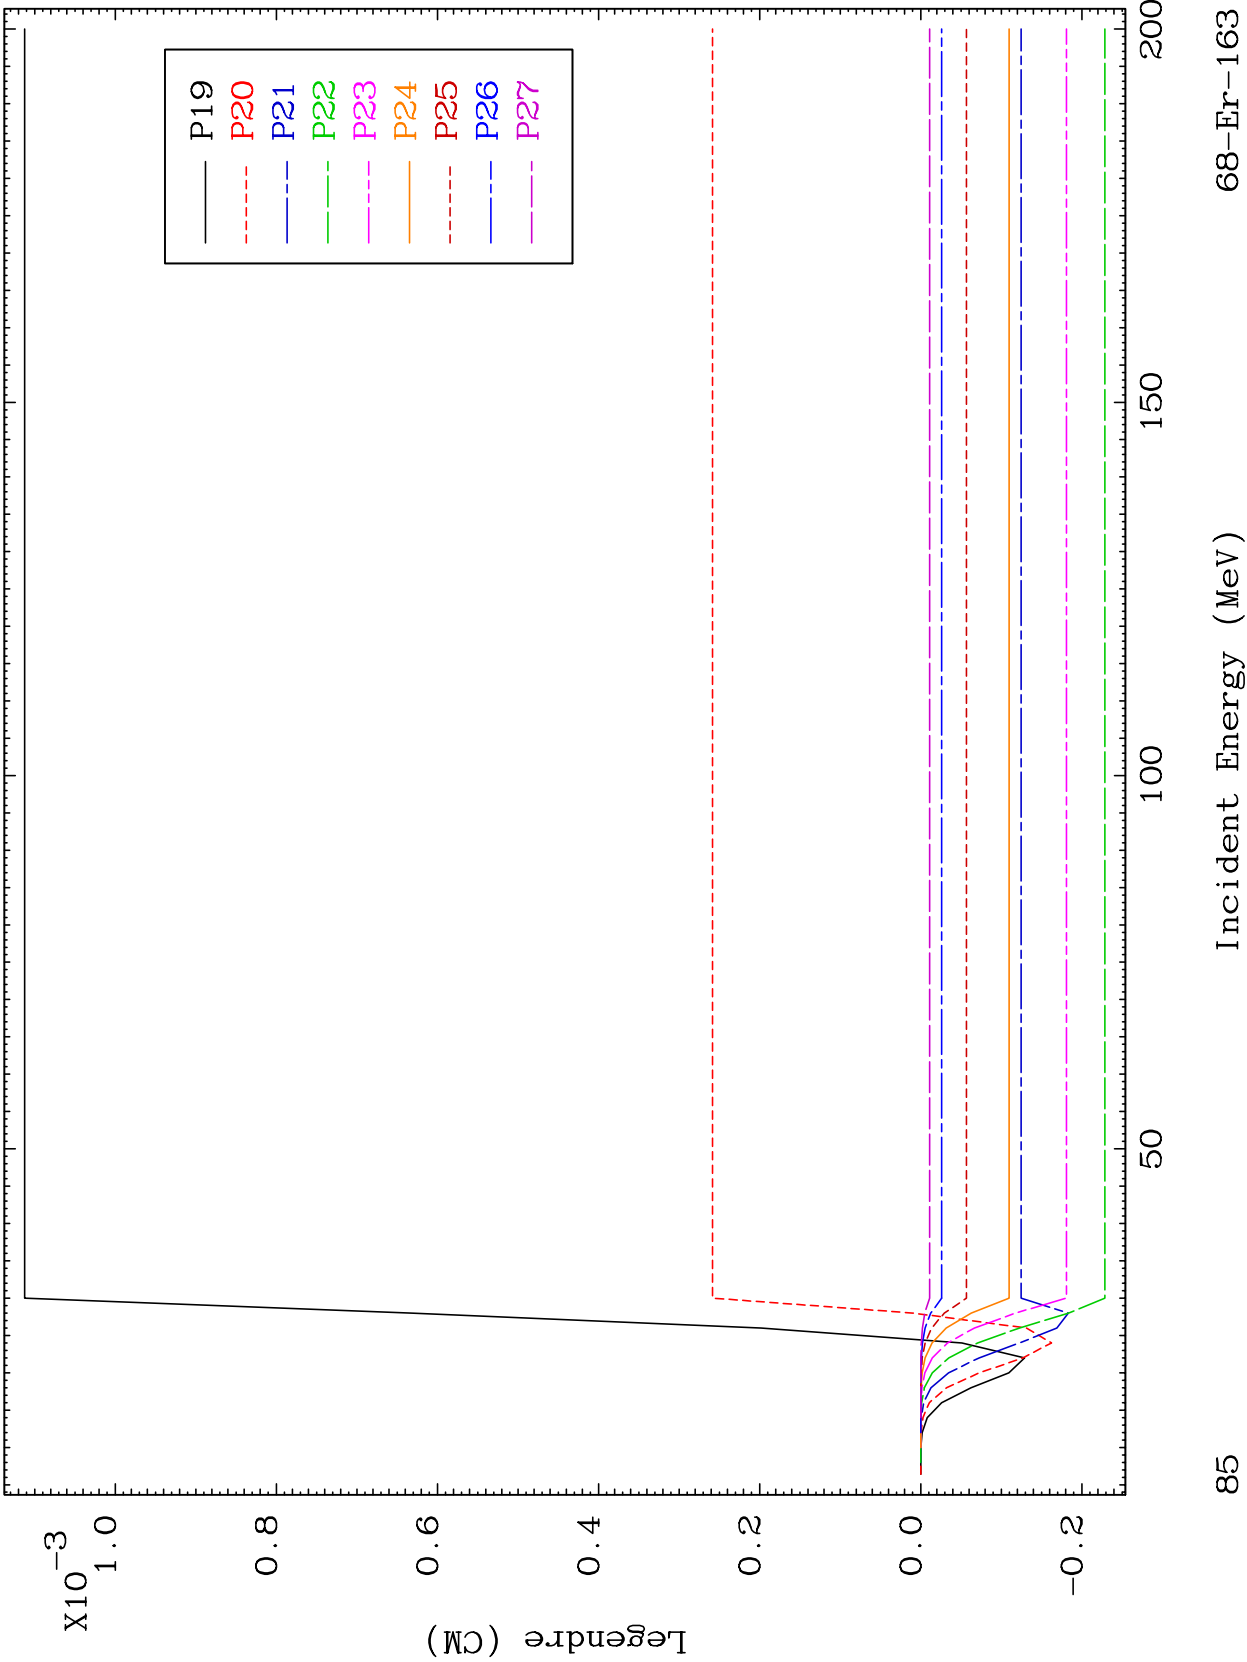 X10-3
1.0
0.8
0.6
0.4
0.2
0.0
-0.2
Legendre (CM)
P19
P20
P21
P22
P23
P24
P25
P26
P27
50
100
150
200
Incident Energy (MeV)
85
68-Er-163